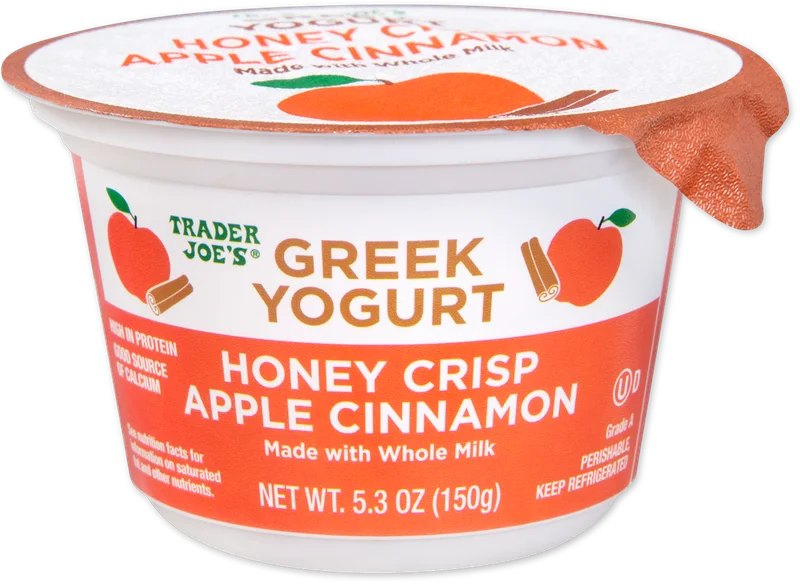 YOGURT
HONEY
APPLE CINNAMON
Made with Whole Milk
TRADER
JOE'S®
GREEK
YOGURT
HIGH IN PROTEIN
GOOD SOURCE
OF CALCIUM
HONEY CRISP
APPLE CINNAMON
Made with Whole Milk
NET WT. 5.3 OZ (150g)
See nutrition facts for
information on saturated
fat and other nutrients.
U D
Grade A
PERISHABLE,
KEEP REFRIGERATED